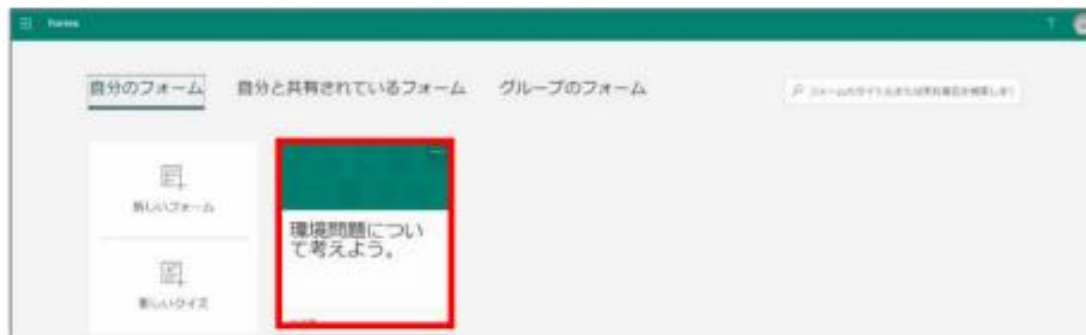 Forms
自分のフォーム 自分と共有されているフォーム グループのフォーム
新しいフォーム
環境問題につい
て考えよう。
新しいクイズ